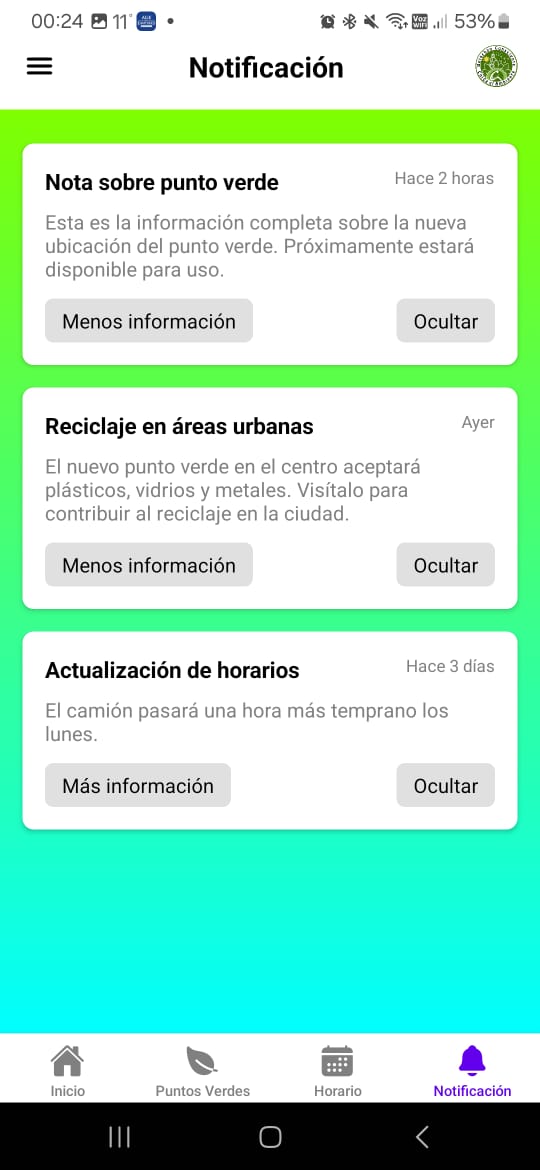 00:24 11°
Voz WiFi 53%
Notificación
Nota sobre punto verde
Hace 2 horas
Esta es la información completa sobre la nueva
ubicación del punto verde. Próximamente estará
disponible para uso.
Menos información
Ocultar
Reciclaje en áreas urbanas
Ayer
El nuevo punto verde en el centro aceptará
plásticos, vidrios y metales. Visítalo para
contribuir al reciclaje en la ciudad.
Menos información
Ocultar
Actualización de horarios
Hace 3 días
El camión pasará una hora más temprano los
lunes.
Más información
Ocultar
Inicio
Puntos Verdes
Horario
Notificación